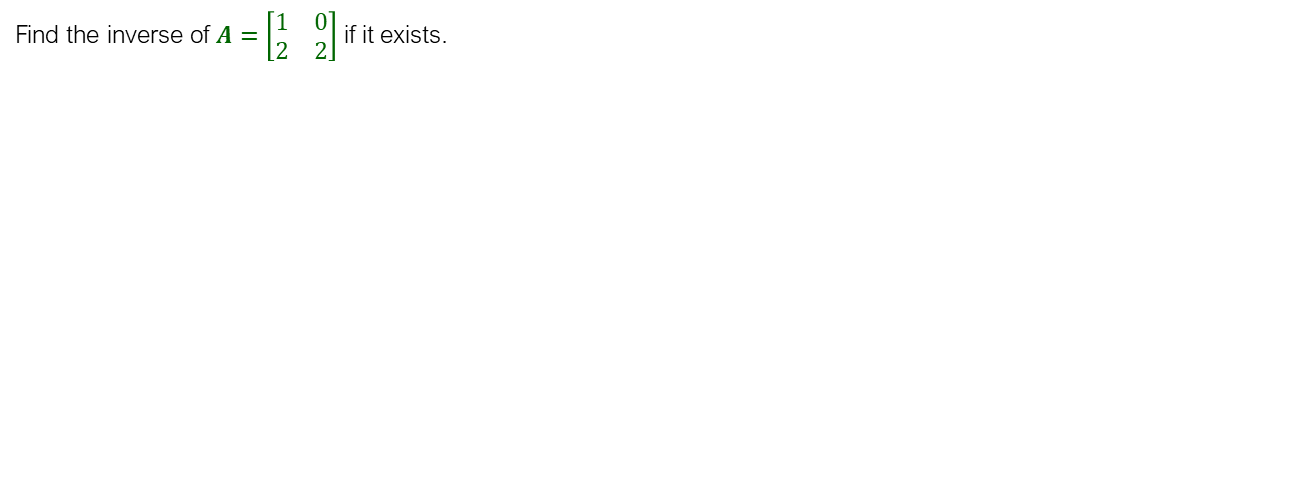 Find the inverse of A = [1 0
2 2] if it exists.